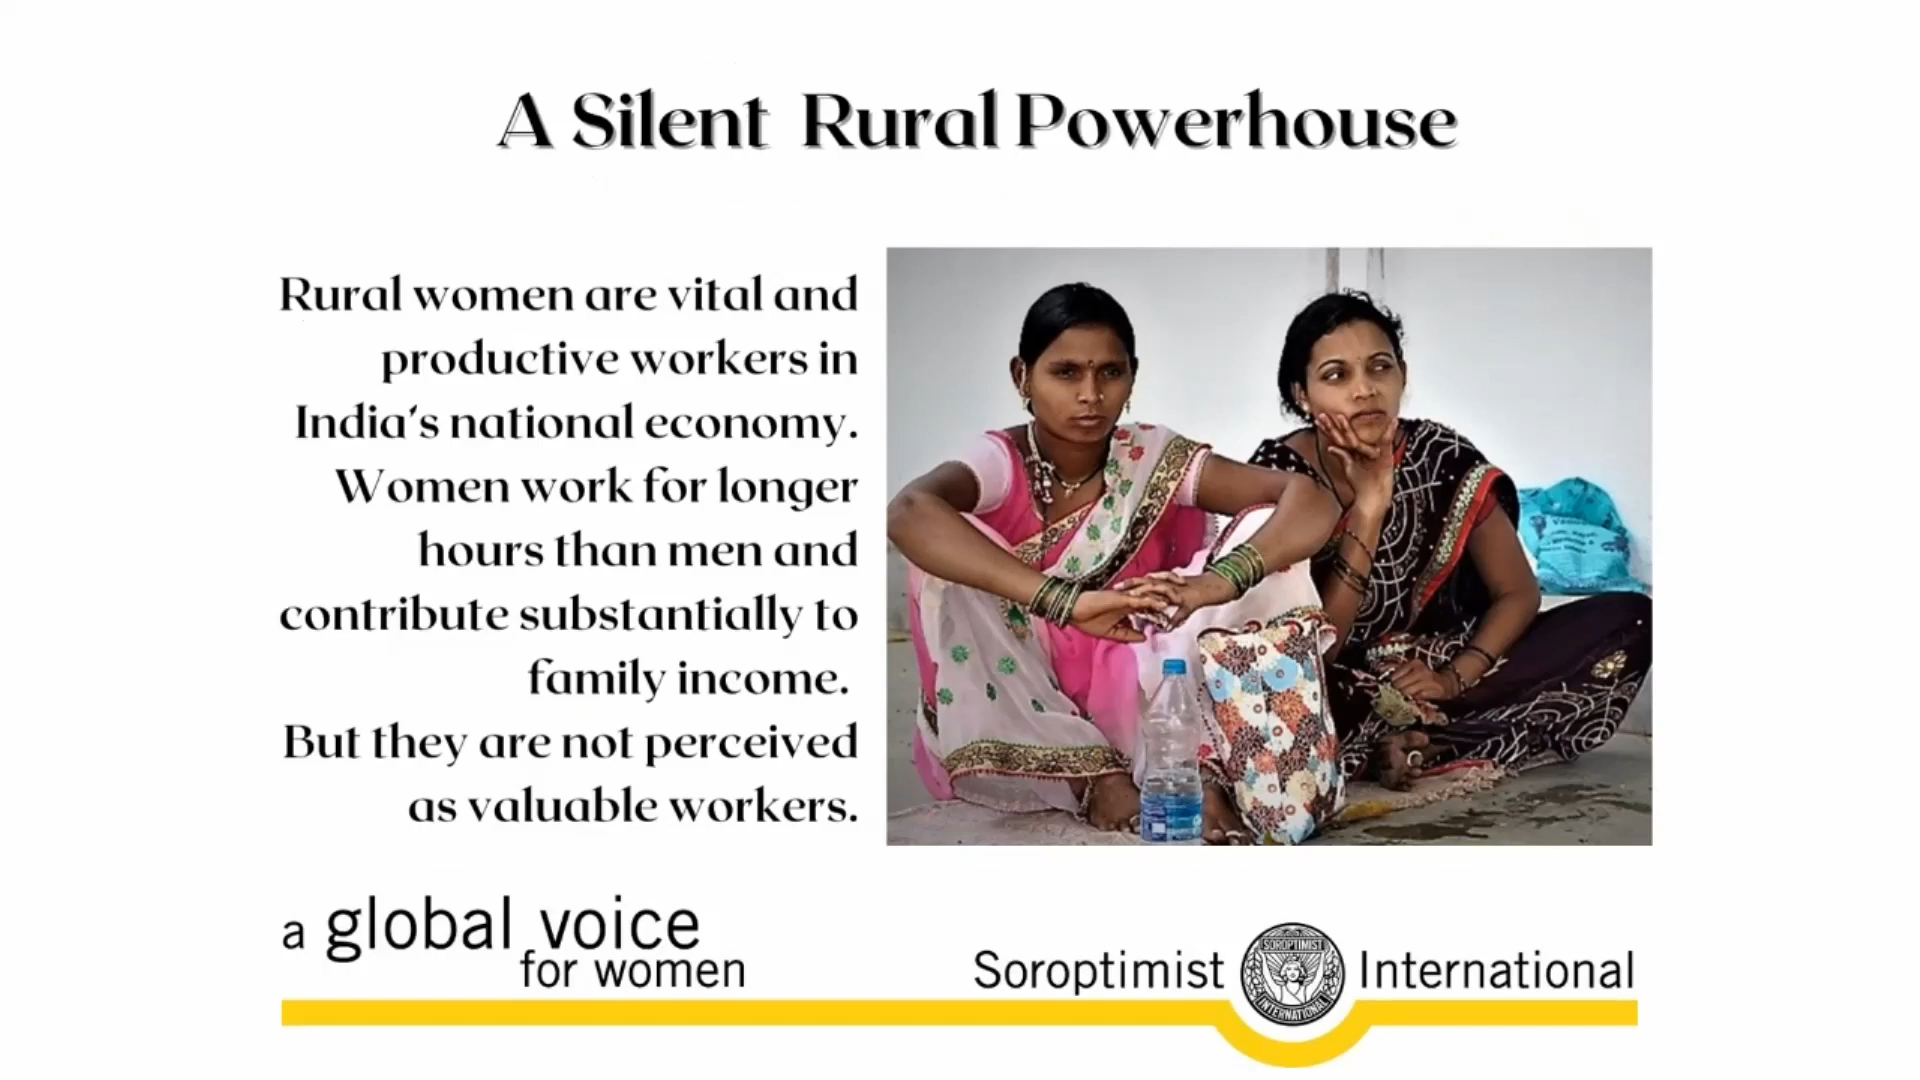 A Silent Rural Powerhouse
Rural women are vital and
productive workers in
India's national economy.
Women work for longer
hours than men and
contribute substantially to
family income.
But they are not perceived
as valuable workers.
a global voice
for women
Soroptimist International
SOROPTIMIST
INTERNATIONAL